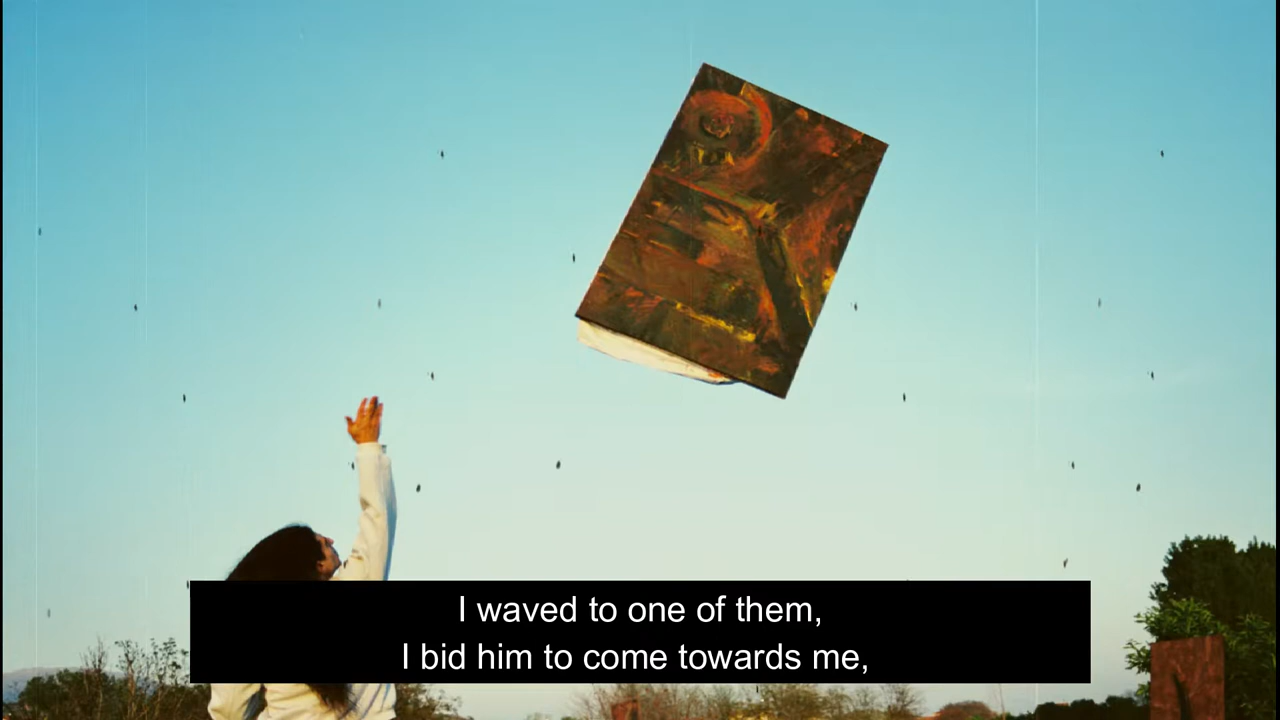 I waved to one of them,
I bid him to come towards me,